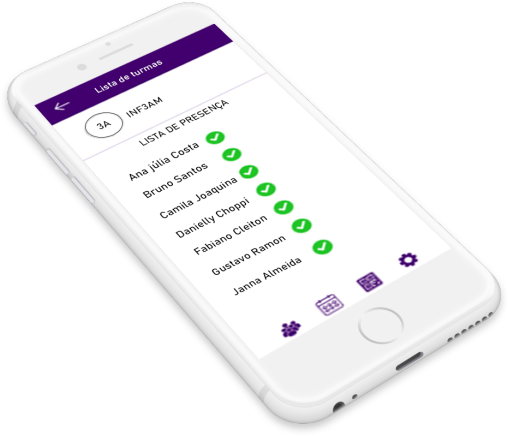 Lista de turmas
3A
INF3AM
LISTA DE PRESENÇA
Ana júlia Costa
Bruno Santos
Camila Joaquina
Danielly Choppi
Fabiano Cleiton
Gustavo Ramon
Janna Almeida